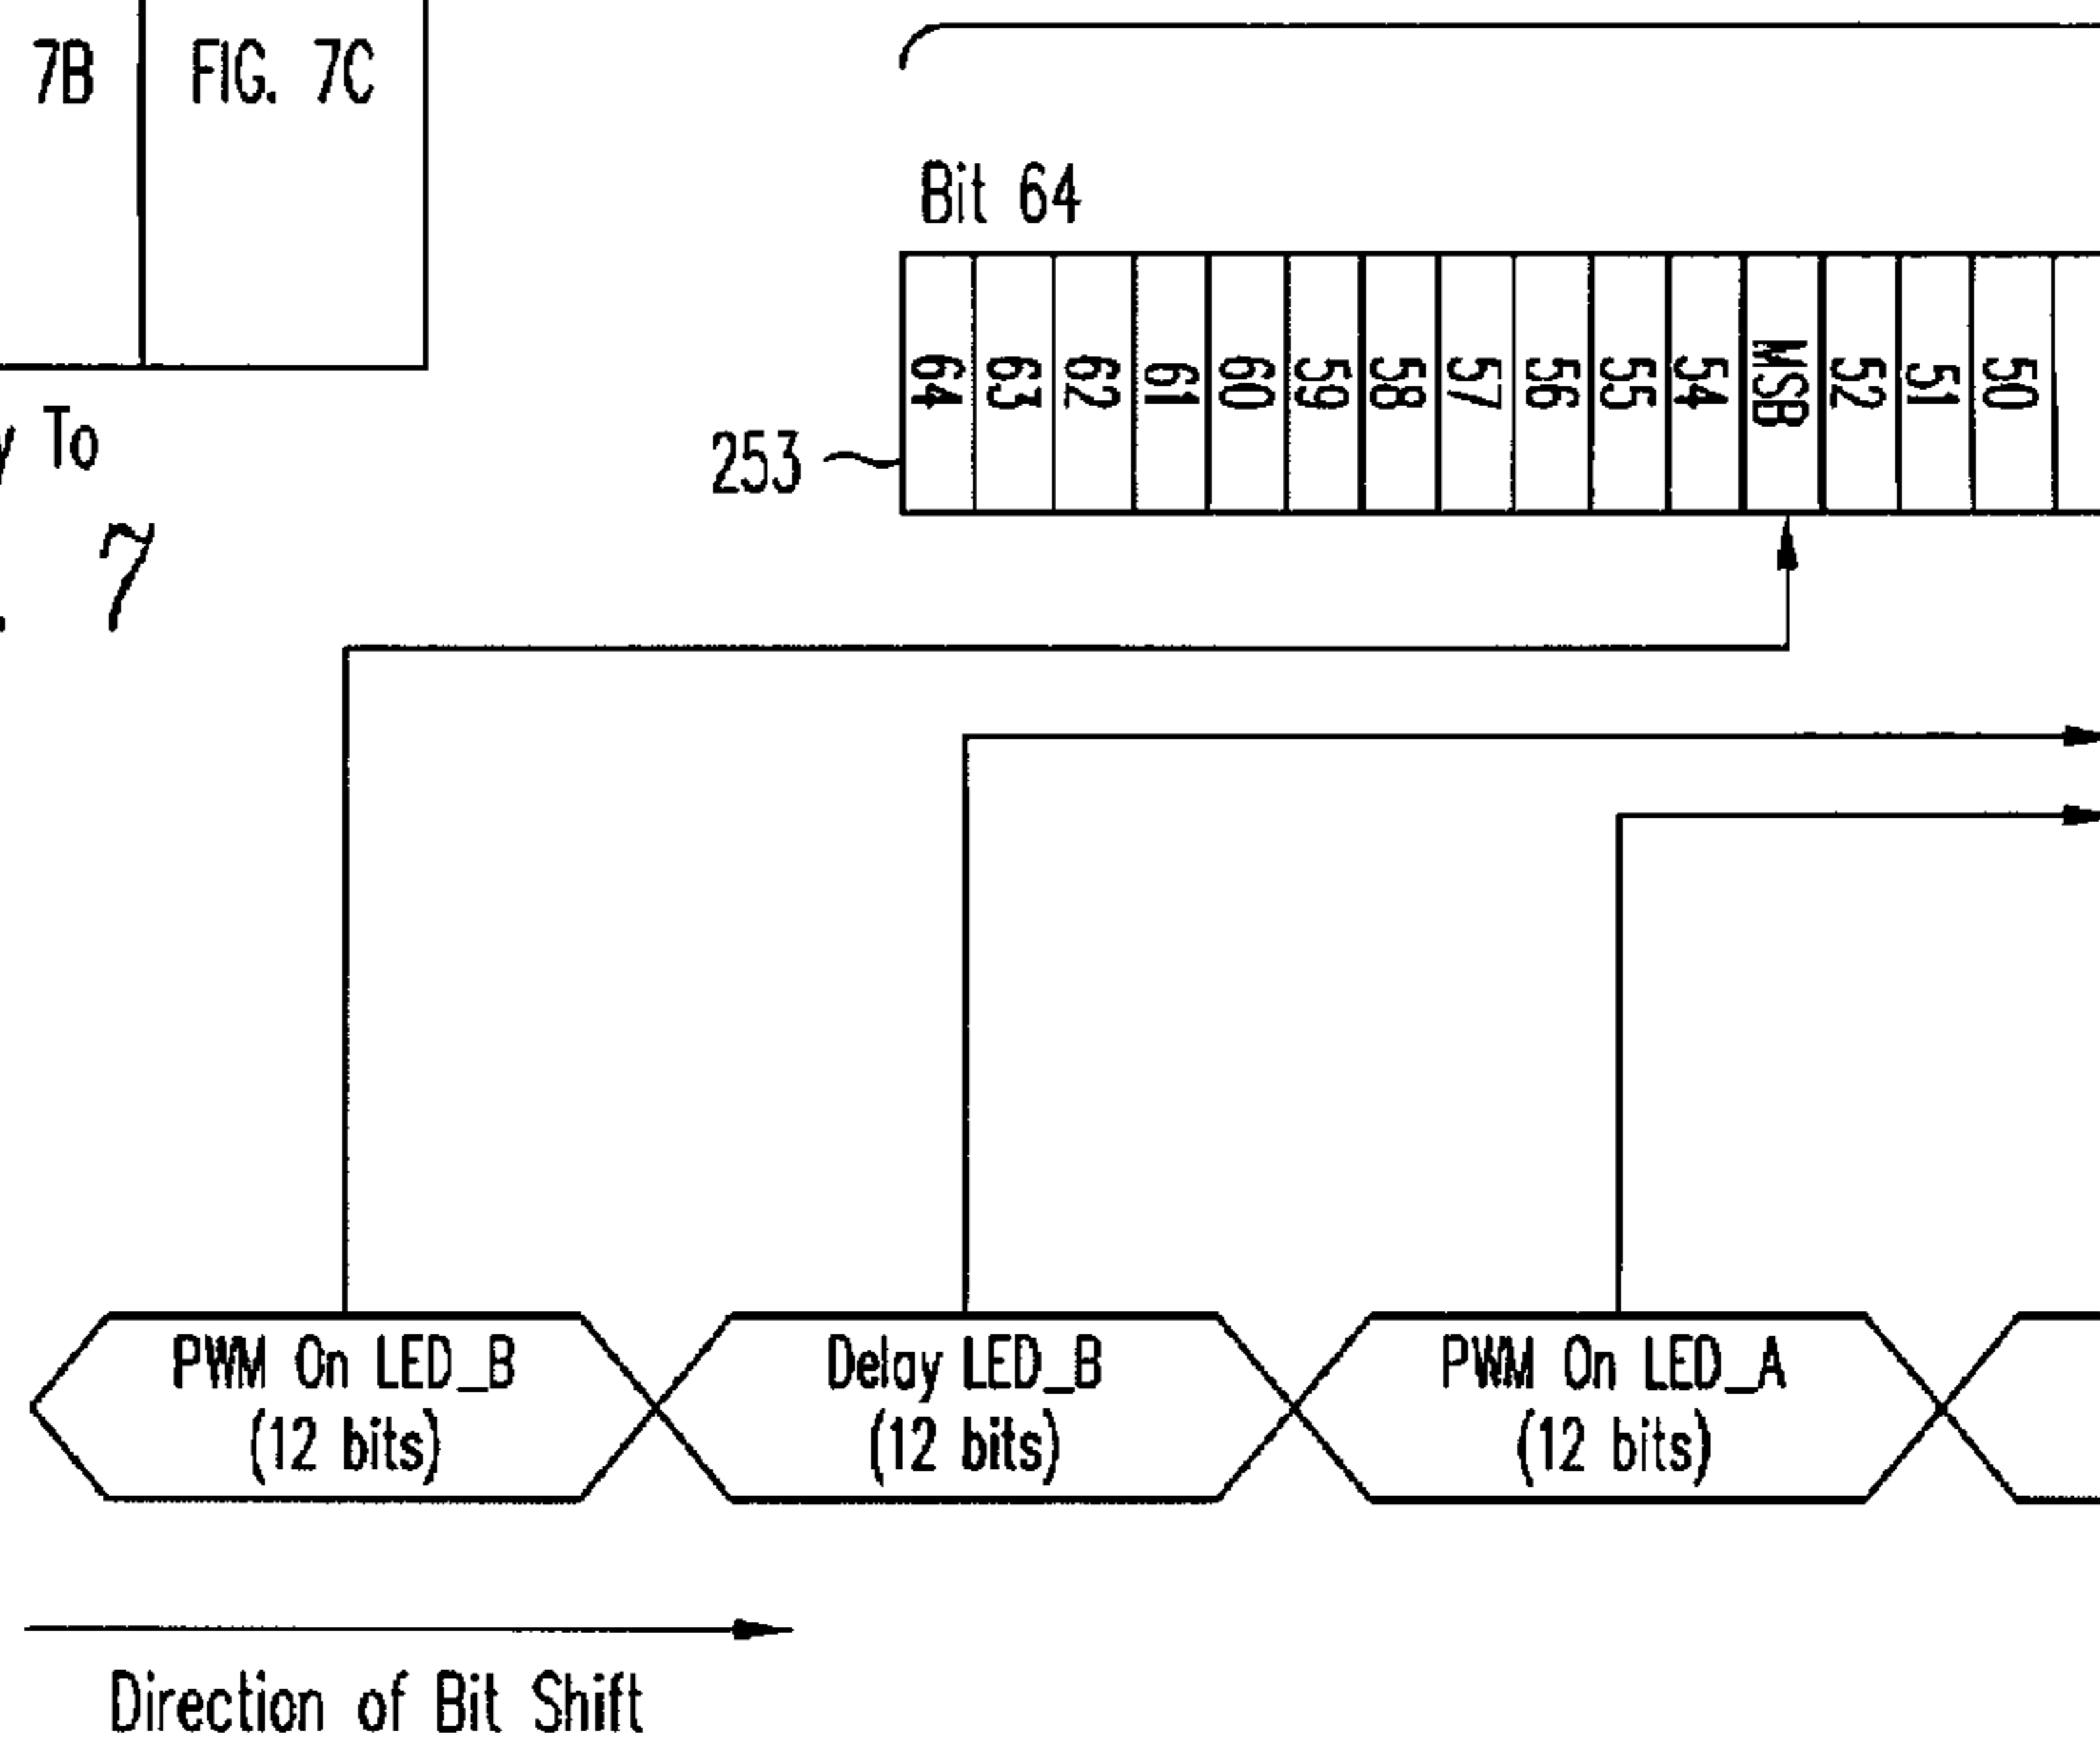 7B
FIG. 7C
To
7
Bit 64
64 63 62 61 60 59 58 57 56 55 54 MSB 52 51 50
253
PWM On LED_B
(12 bits)
Delay LED_B
(12 bits)
PWM On LED_A
(12 bits)
Direction of Bit Shift